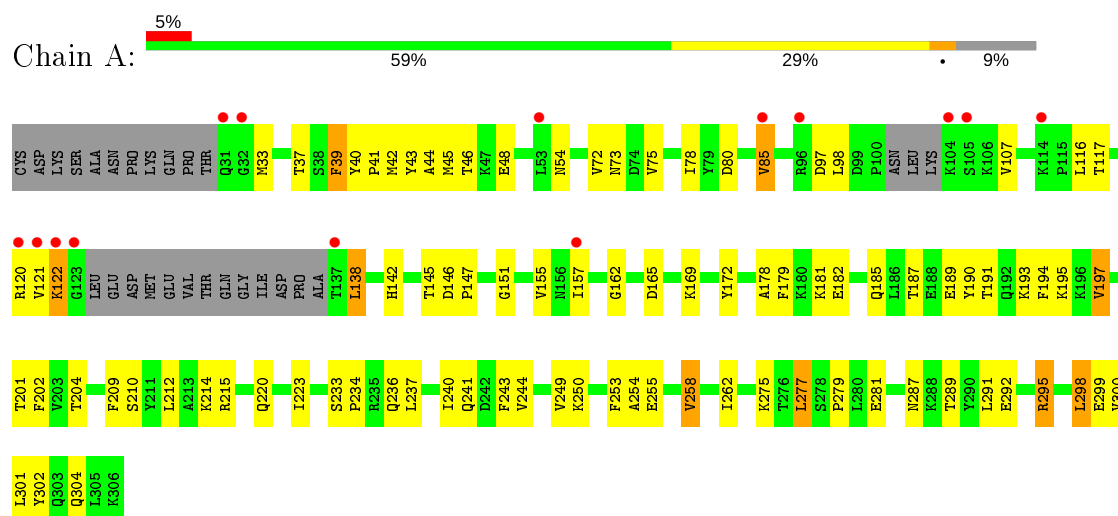 5%
Chain A:
59% 29% • 9%
CYS ASP LYS SER ALA ASN PRO LYS GLN PRO THR Q31 G32 M33 T37 S38 F39 Y40 P41 M42 Y43 A44 M45 T46 K47 E48 L53 N54 V72 N73 D74 V75 I78 Y79 D80 V85 R96 D97 L98 D99 P100 ASN LEU LYS K104 S105 K106 V107 K114 P115 L116 T117
R120 V121 K122 G123 LEU GLU ASP MET GLU VAL THR GLN GLY ILE ASP PRO ALA T137 L138 H142 T145 D146 P147 G151 V155 N156 I157 G162 D165 K169 Y172 A178 F179 K180 K181 E182 Q185 L186 T187 E188 E189 Y190 T191 Q192 K193 F194 K195 K196 V197
T201 F202 V203 T204 F209 S210 Y211 L212 A213 K214 R215 Q220 I223 S233 P234 R235 Q236 L237 I240 Q241 D242 F243 V244 V249 K250 F253 A254 E255 V258 I262 K275 T276 L277 S278 P279 L280 E281 N287 K288 T289 Y290 L291 E292 R295 L298 E299 V300
L301 Y302 Q303 Q304 L305 K306